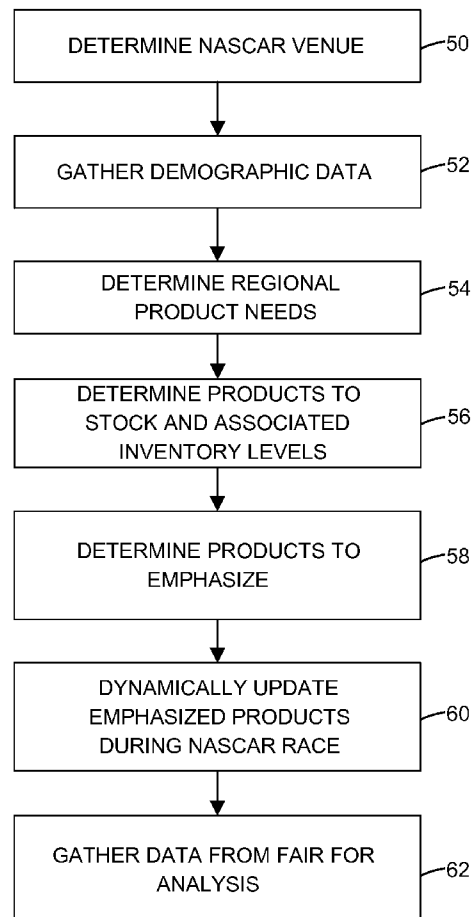 DETERMINE NASCAR VENUE
50
GATHER DEMOGRAPHIC DATA
52
DETERMINE REGIONAL
PRODUCT NEEDS
54
DETERMINE PRODUCTS TO
STOCK AND ASSOCIATED
INVENTORY LEVELS
56
DETERMINE PRODUCTS TO
EMPHASIZE
58
DYNAMICALLY UPDATE
EMPHASIZED PRODUCTS
DURING NASCAR RACE
60
GATHER DATA FROM FAIR FOR
ANALYSIS
62